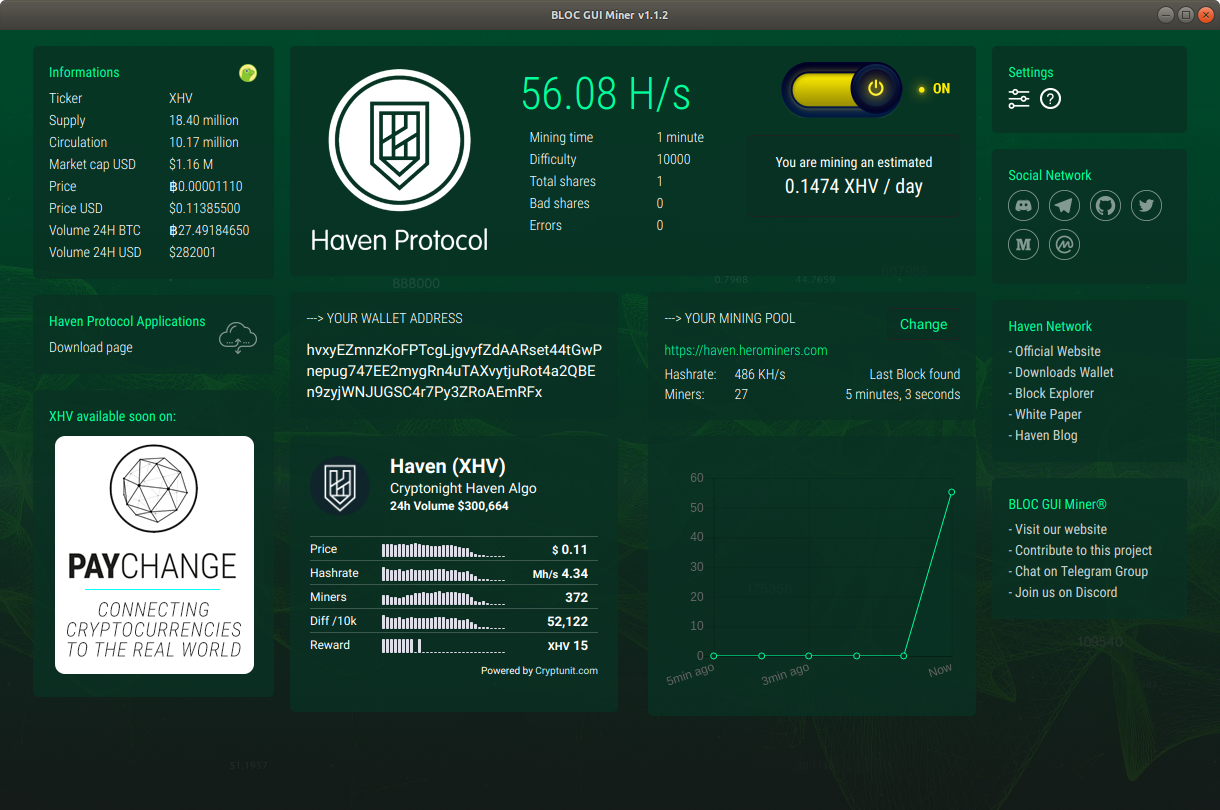 BLOC GUI Miner v1.1.2
Informations
Ticker XHV
Supply 18.40 million
Circulation 10.17 million
Market cap USD $1.16 M
Price ฿0.00001110
Price USD $0.11385500
Volume 24H BTC ฿27.49184650
Volume 24H USD $282001
Haven Protocol
56.08 H/s
Mining time 1 minute
Difficulty 10000
Total shares 1
Bad shares 0
Errors 0
ON
You are mining an estimated
0.1474 XHV / day
Settings
Social Network
M
888000
0.7908
44.7659
Haven Protocol Applications
Download page
---> YOUR WALLET ADDRESS
hvxyEZmnzKoFPTcgLjgvyfZdAARset44tGwP
nepug747EE2mygRn4uTAXvytjuRot4a2QBE
n9zyjWNJUGSC4r7Py3ZRoAEmRFx
---> YOUR MINING POOL
Change
https://haven.herominers.com
Hashrate: 486 KH/s Last Block found
Miners: 27 5 minutes, 3 seconds
Haven Network
- Official Website
- Downloads Wallet
- Block Explorer
- White Paper
- Haven Blog
XHV available soon on:
PAYCHANGE
CONNECTING
CRYPTOCURRENCIES
TO THE REAL WORLD
Haven (XHV)
Cryptonight Haven Algo
24h Volume $300,664
Price $ 0.11
Hashrate Mh/s 4.34
Miners 372
Diff /10k 52,122
Reward XHV 15
Powered by Cryptunit.com
60
50
40
30
20
10
0
5min ago 3min ago Now
BLOC GUI Miner®
- Visit our website
- Contribute to this project
- Chat on Telegram Group
- Join us on Discord